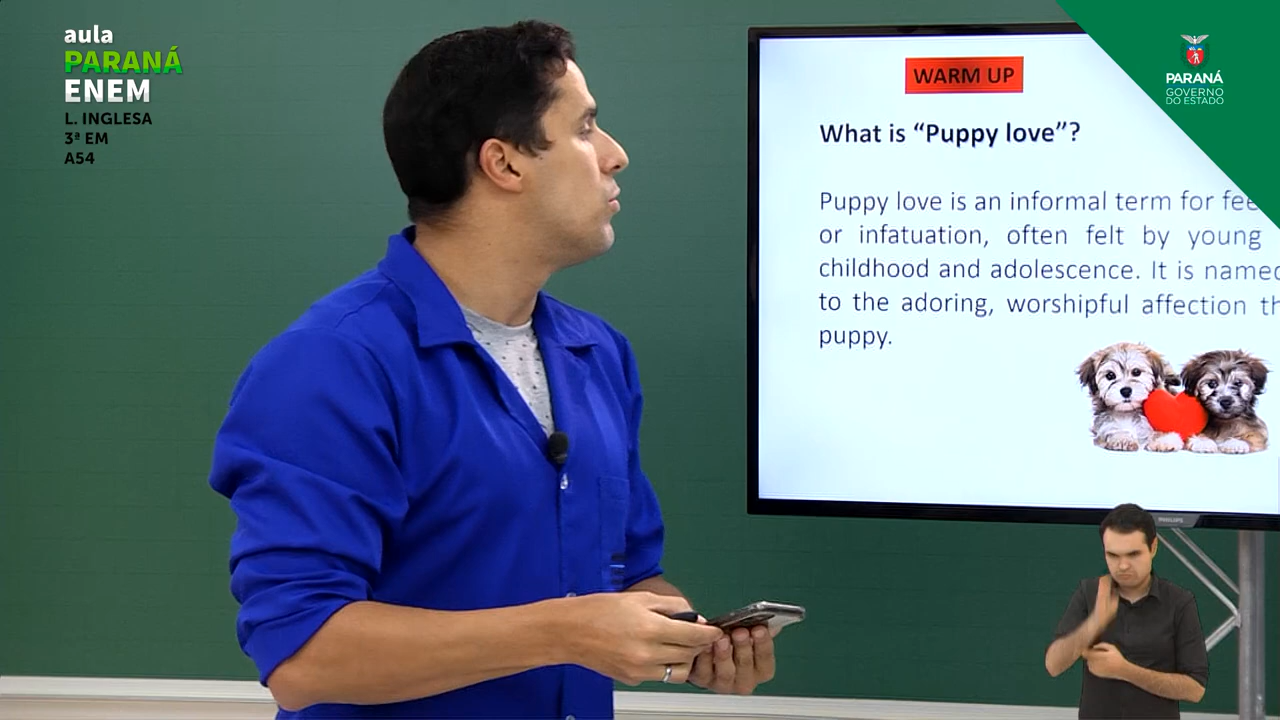 aula
PARANÁ
ENEM
L. INGLESA
3ª EM
A54
WARM UP
PARANÁ
GOVERNO
DO ESTADO
What is “Puppy love”?
Puppy love is an informal term for
or infatuation, often felt by young
childhood and adolescence. It is named
to the adoring, worshipful affection
puppy.
PHILIPS